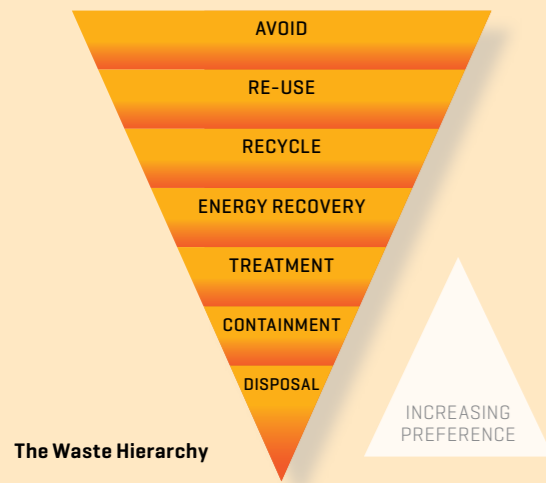 AVOID
RE-USE
RECYCLE
ENERGY RECOVERY
TREATMENT
CONTAINMENT
DISPOSAL
INCREASING
PREFERENCE
The Waste Hierarchy